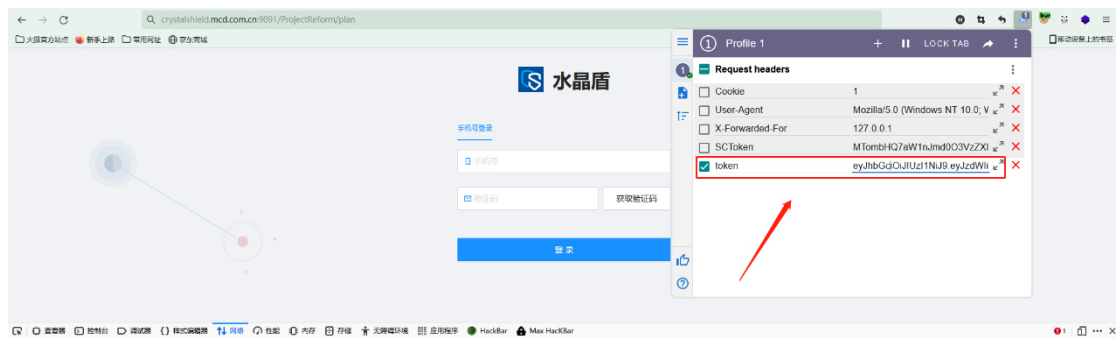 crystalshield.mcd.com.cn:9091/ProjectReform/plan
火狐官方站点 新手上路 常用网址 京东商城
移动设备上的书签
1 Profile 1 LOCK TAB
1 Request headers
Cookie 1
User-Agent Mozilla/5.0 (Windows NT 10.0; V
X-Forwarded-For 127.0.0.1
SCToken MTombHQ7aW1nJmd0O3VzZXI
token eyJhbGciOiJIUzI1NiJ9.eyJzdWIi
水晶盾
手机号登录
手机号
验证码 获取验证码
登 录
查看器 控制台 调试器 样式编辑器 网络 性能 内存 存储 无障碍环境 应用程序 HackBar Max HacKBar
1